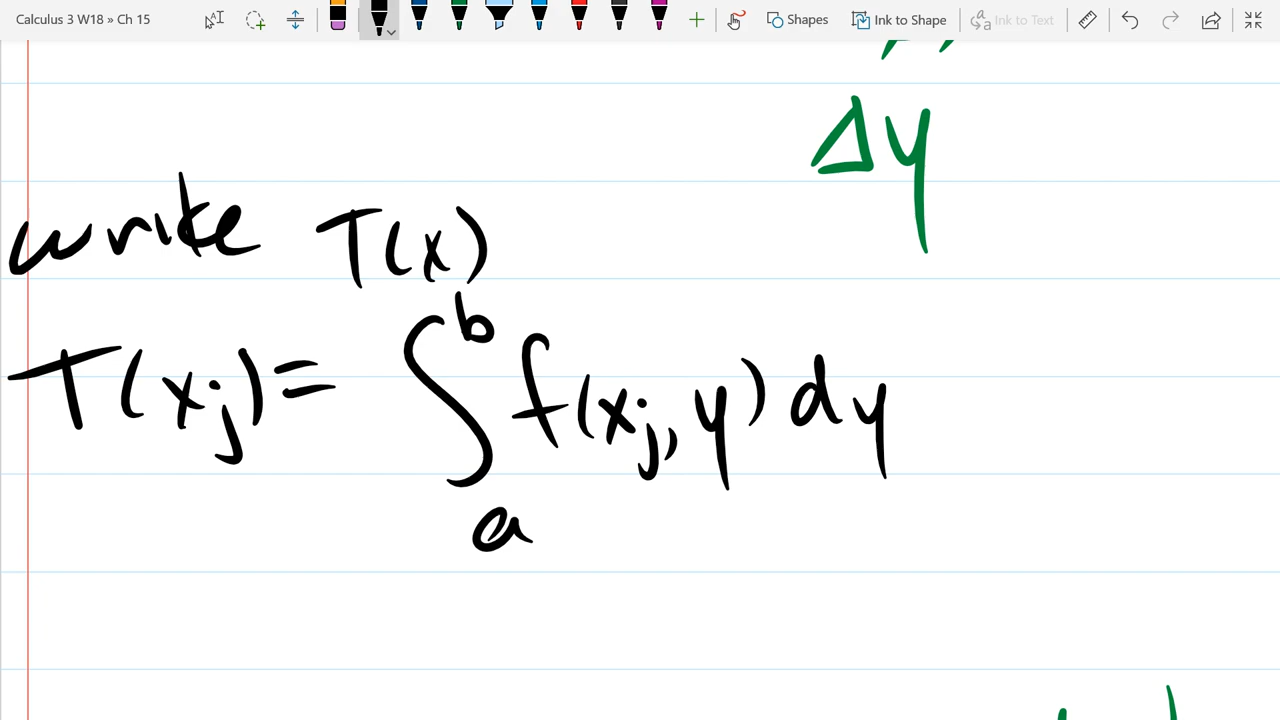 Calculus 3 W18 » Ch 15
Shapes
Ink to Shape
Ink to Text
Δy
write T(x)
T(xj) = ∫ₐᵇ f(xj, y) dy